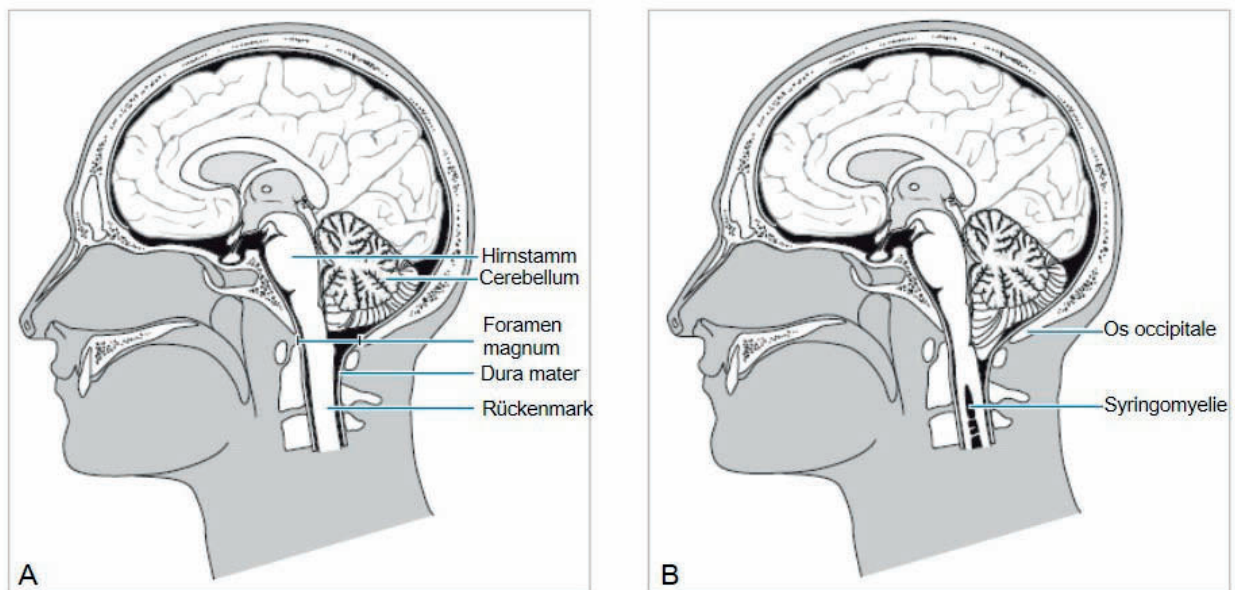 Hirnstamm
Cerebellum
Foramen
magnum
Dura mater
Rückenmark
A
Os occipitale
Syringomyelie
B